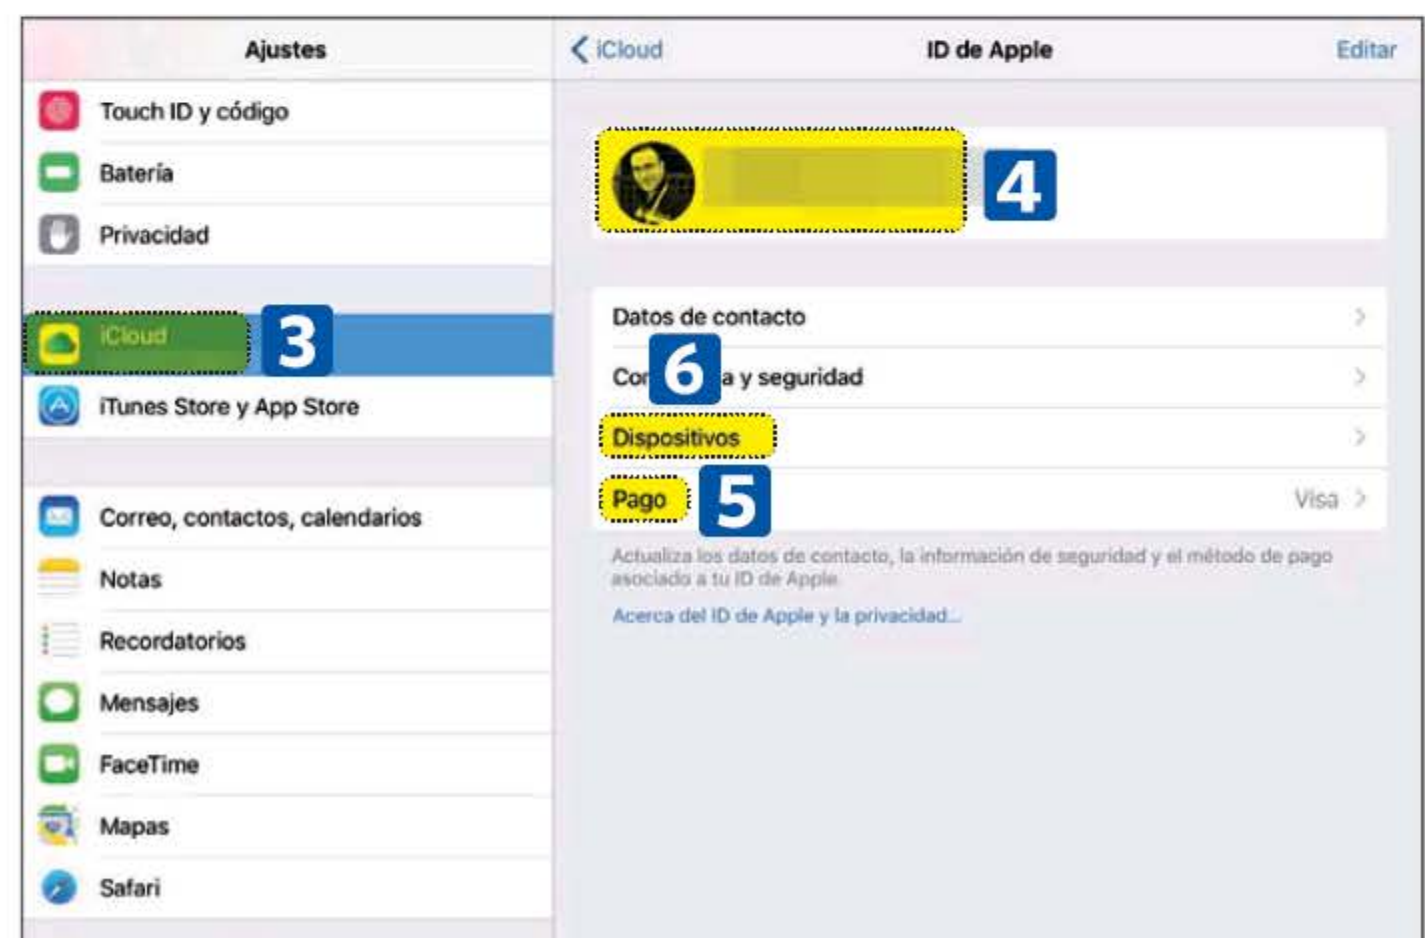 Ajustes
Touch ID y código
Batería
Privacidad
iCloud
3
iTunes Store y App Store
Correo, contactos, calendarios
Notas
Recordatorios
Mensajes
FaceTime
Mapas
Safari
iCloud
ID de Apple
Editar
4
Datos de contacto
6
a y seguridad
Dispositivos
Pago
5
Visa
Actualiza los datos de contacto, la información de seguridad y el método de pago
asociado a tu ID de Apple.
Acerca del ID de Apple y la privacidad...